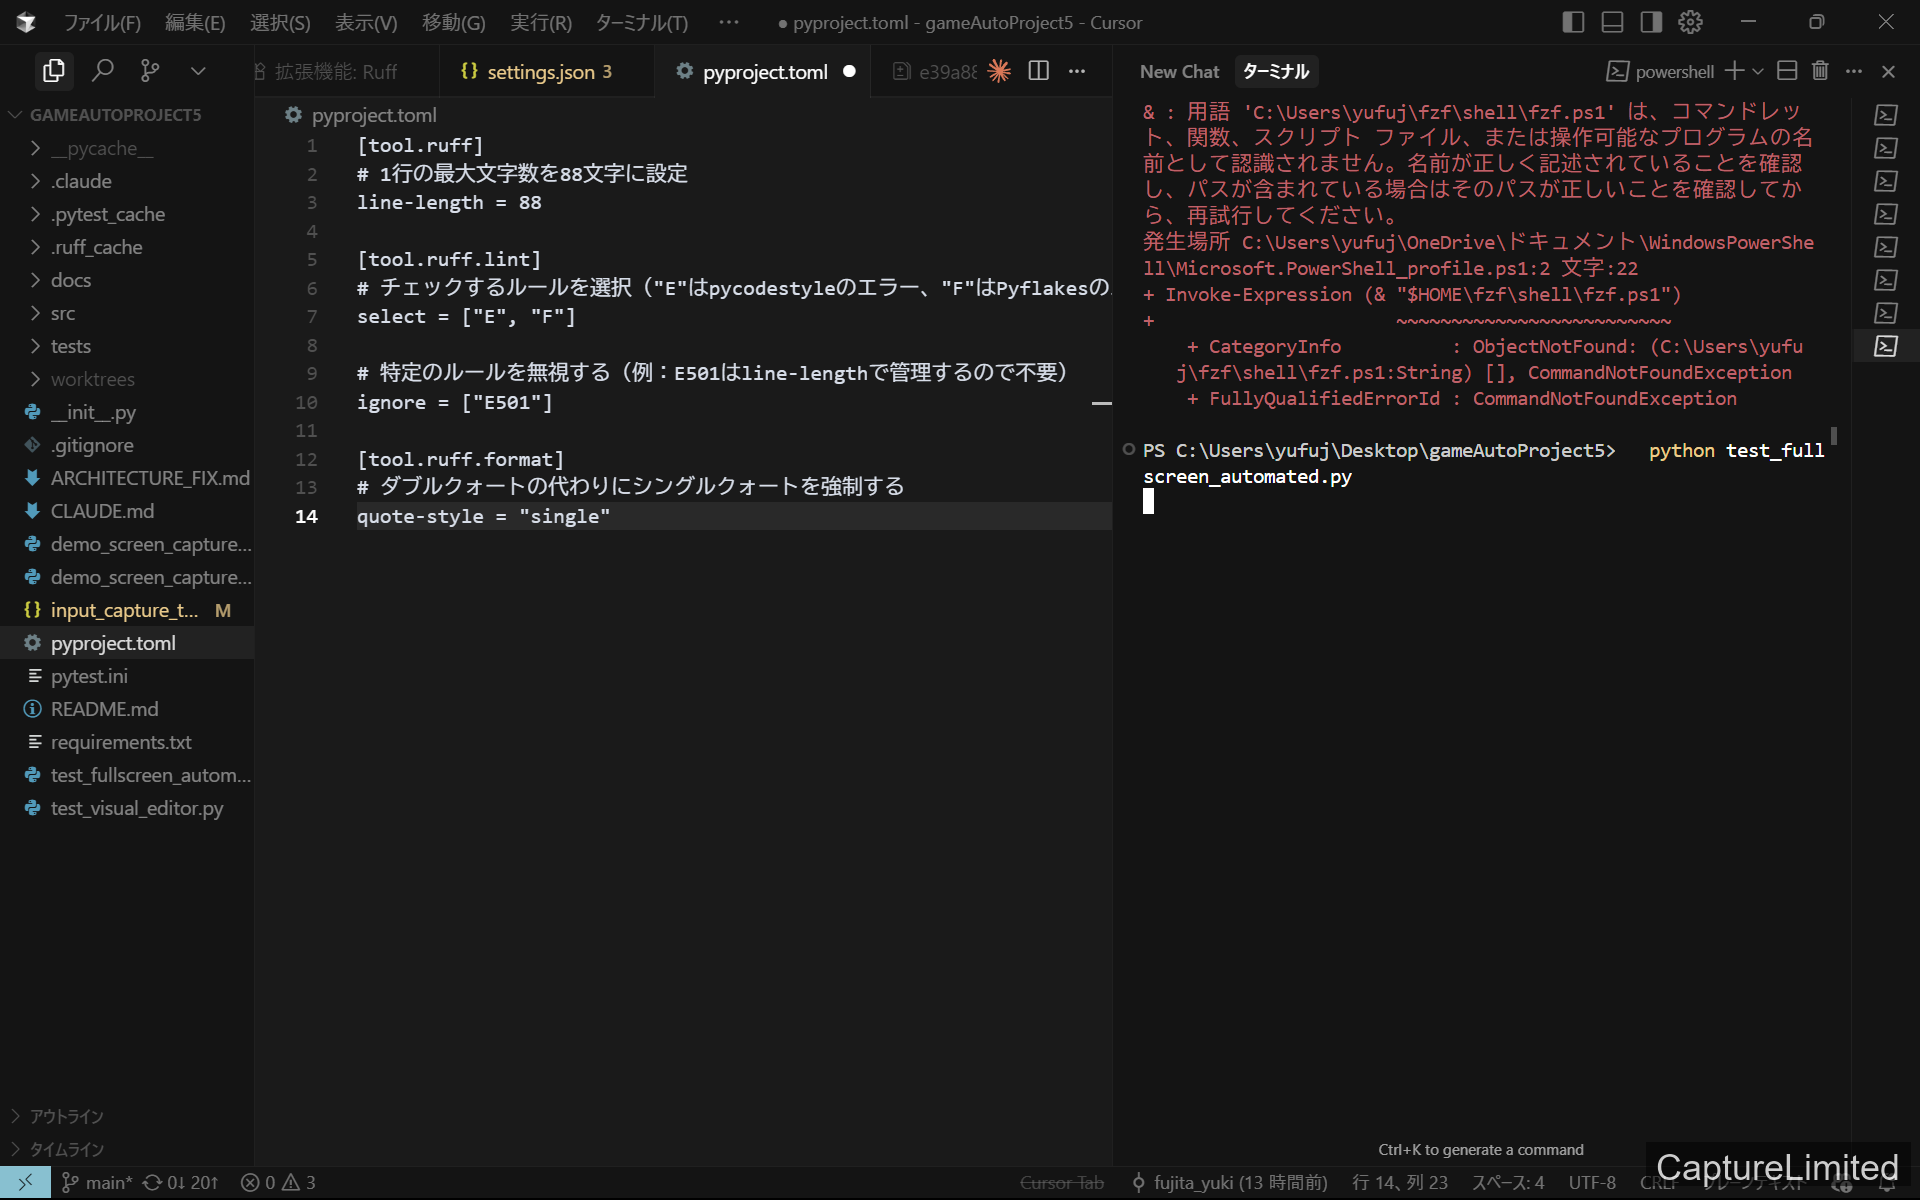 ファイル(F) 編集(E) 選択(S) 表示(V) 移動(G) 実行(R) ターミナル(T) ··· ● pyproject.toml - gameAutoProject5 - Cursor
拡張機能: Ruff
{} settings.json 3
pyproject.toml ●
e39a88
New Chat ターミナル
powershell
GAMEAUTOPROJECT5
__pycache__
.claude
.pytest_cache
.ruff_cache
docs
src
tests
worktrees
__init__.py
.gitignore
ARCHITECTURE_FIX.md
CLAUDE.md
demo_screen_capture...
demo_screen_capture...
{} input_capture_t... M
pyproject.toml
pytest.ini
README.md
requirements.txt
test_fullscreen_autom...
test_visual_editor.py
アウトライン
タイムライン
pyproject.toml
1 [tool.ruff]
2 # 1行の最大文字数を88文字に設定
3 line-length = 88
4
5 [tool.ruff.lint]
6 # チェックするルールを選択（"E"はpycodestyleのエラー、"F"はPyflakesの
7 select = ["E", "F"]
8
9 # 特定のルールを無視する（例：E501はline-lengthで管理するので不要）
10 ignore = ["E501"]
11
12 [tool.ruff.format]
13 # ダブルクォートの代わりにシングルクォートを強制する
14 quote-style = "single"
& : 用語 'C:\Users\yufuj\fzf\shell\fzf.ps1' は、コマンドレッ
ト、関数、スクリプト ファイル、または操作可能なプログラムの名
前として認識されません。名前が正しく記述されていることを確認
し、パスが含まれている場合はそのパスが正しいことを確認してか
ら、再試行してください。
発生場所 C:\Users\yufuj\OneDrive\ドキュメント\WindowsPowerShe
ll\Microsoft.PowerShell_profile.ps1:2 文字:22
+ Invoke-Expression (& "$HOME\fzf\shell\fzf.ps1")
+ ~~~~~~~~~~~~~~~~~~~~~~~~~
+ CategoryInfo : ObjectNotFound: (C:\Users\yufu
j\fzf\shell\fzf.ps1:String) [], CommandNotFoundException
+ FullyQualifiedErrorId : CommandNotFoundException
PS C:\Users\yufuj\Desktop\gameAutoProject5> python test_full
screen_automated.py
Ctrl+K to generate a command
main* 0↓ 20↑ 0 3
Cursor Tab
fujita_yuki (13 時間前) 行 14、列 23 スペース: 4 UTF-8 CRLF
CaptureLimited